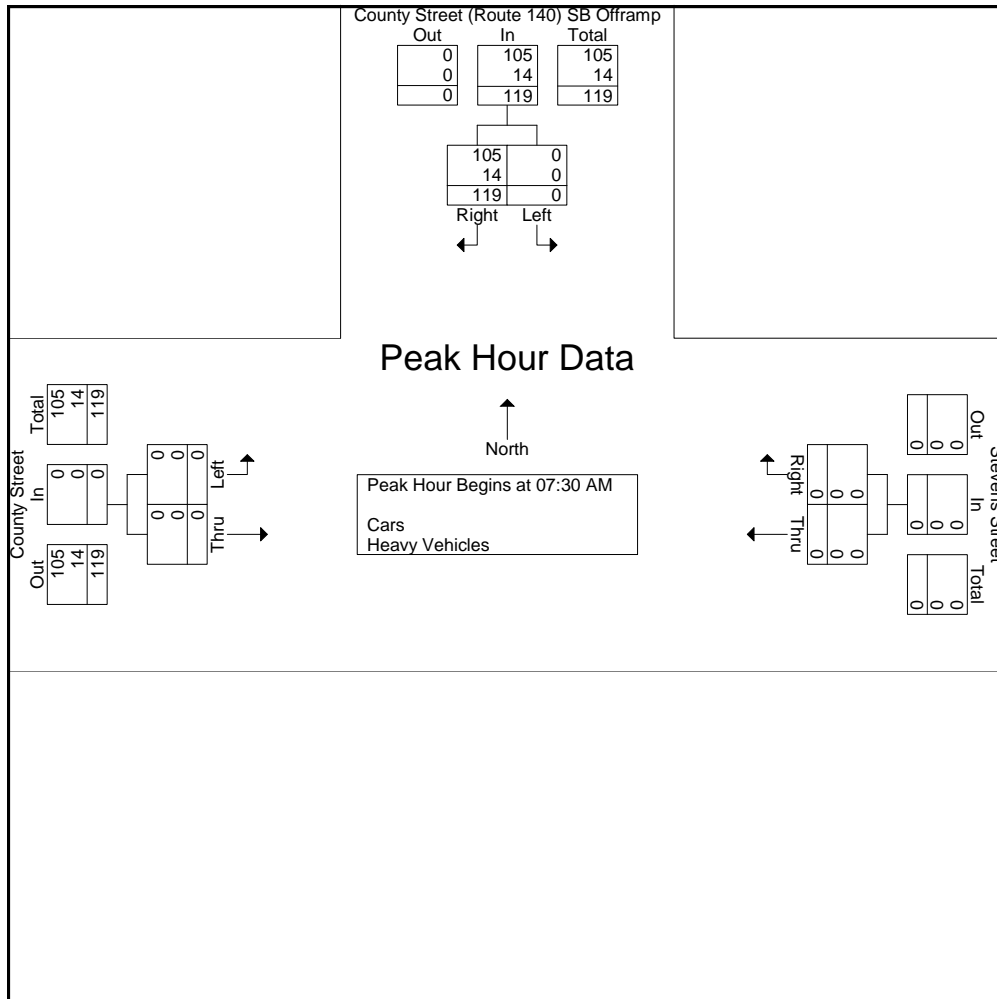 County Street (Route 140) SB Offramp
Out In Total
0 105 105
0 14 14
0 119 119
105 0
14 0
119 0
Right Left
Peak Hour Data
North
Peak Hour Begins at 07:30 AM
Cars
Heavy Vehicles
County Street
Total
105
14
119
In
0
0
0
Out
105
14
119
Left
0
0
0
Thru
0
0
0
Right
0
0
0
Thru
0
0
0
Stevens Street
Out
0
0
0
In
0
0
0
Total
0
0
0